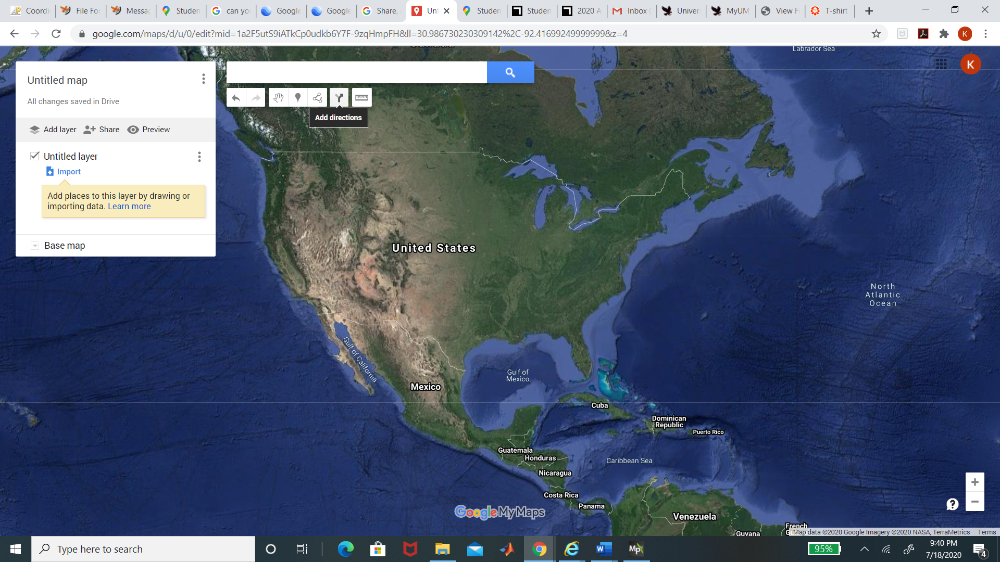 Coordi
File Fo
Messag
Studen
can yo
Google
Google
Share,
Unt
Studen
Studen
2020 A
Inbox (
Univer
MyUM
View F
T-shirt
google.com/maps/d/u/0/edit?mid=1a2F5utS9iATkCp0udkb6Y7F-9zqHmpFH&ll=30.986730230309142%2C-92.41699249999999&z=4
K
Labrador Sea
K
Untitled map
All changes saved in Drive
Add directions
Add layer
Share
Preview
Untitled layer
Import
Add places to this layer by drawing or
importing data. Learn more
Base map
United States
North
Atlantic
Ocean
Gulf of California
Gulf of
Mexico
Mexico
Cuba
Dominican
Republic
Puerto Rico
Guatemala
Honduras
Caribbean Sea
Nicaragua
Costa Rica
Panama
Google My Maps
Venezuela
French
Guyana
Map data ©2020 Google Imagery ©2020 NASA, TerraMetrics
Terms
Type here to search
Mp
95%
9:40 PM
7/18/2020
4